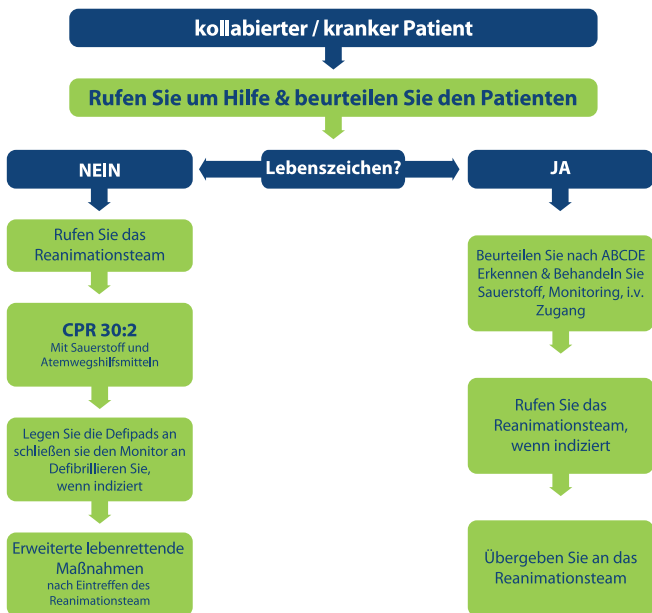 kollabierter / kranker Patient
Rufen Sie um Hilfe & beurteilen Sie den Patienten
Lebenszeichen?
NEIN
Rufen Sie das
Reanimationsteam
CPR 30:2
Mit Sauerstoff und
Atemwegshilfsmitteln
Legen Sie die Defipads an
schließen sie den Monitor an
Defibrillieren Sie,
wenn indiziert
Erweiterte lebenrettende
Maßnahmen
nach Eintreffen des
Reanimationsteam
JA
Beurteilen Sie nach ABCDE
Erkennen & Behandeln Sie
Sauerstoff, Monitoring, i.v.
Zugang
Rufen Sie das
Reanimationsteam,
wenn indiziert
Übergeben Sie an das
Reanimationsteam